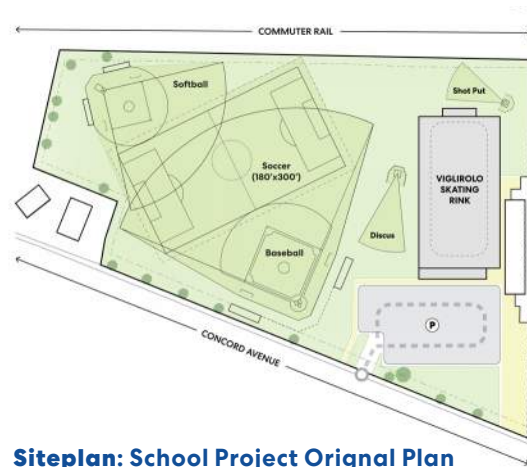 COMMUTER RAIL
Softball
Shot Put
Soccer
(180'x300')
VIGLIROLO
SKATING
RINK
Discus
Baseball
P
CONCORD AVENUE
Siteplan: School Project Orignal Plan